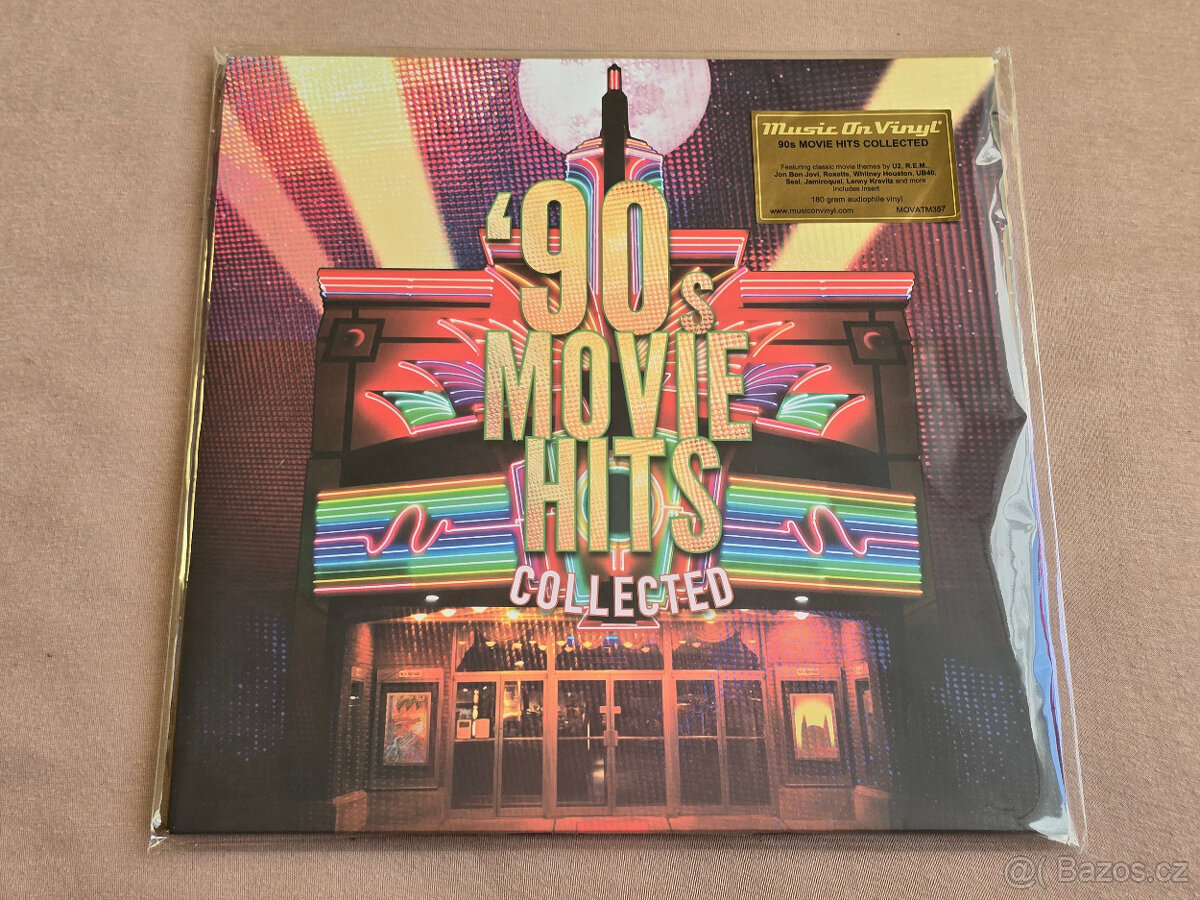 Music On Vinyl®
90s MOVIE HITS COLLECTED
Featuring classic movie themes by U2, R.E.M.,
Jon Bon Jovi, Roxette, Whitney Houston, UB40,
Seal, Jamiroquai, Lenny Kravitz and more
Includes insert
180 gram audiophile vinyl
www.musiconvinyl.com MOVATM357
‘90s
MOVIE
HITS
COLLECTED
@( Bazos.cz